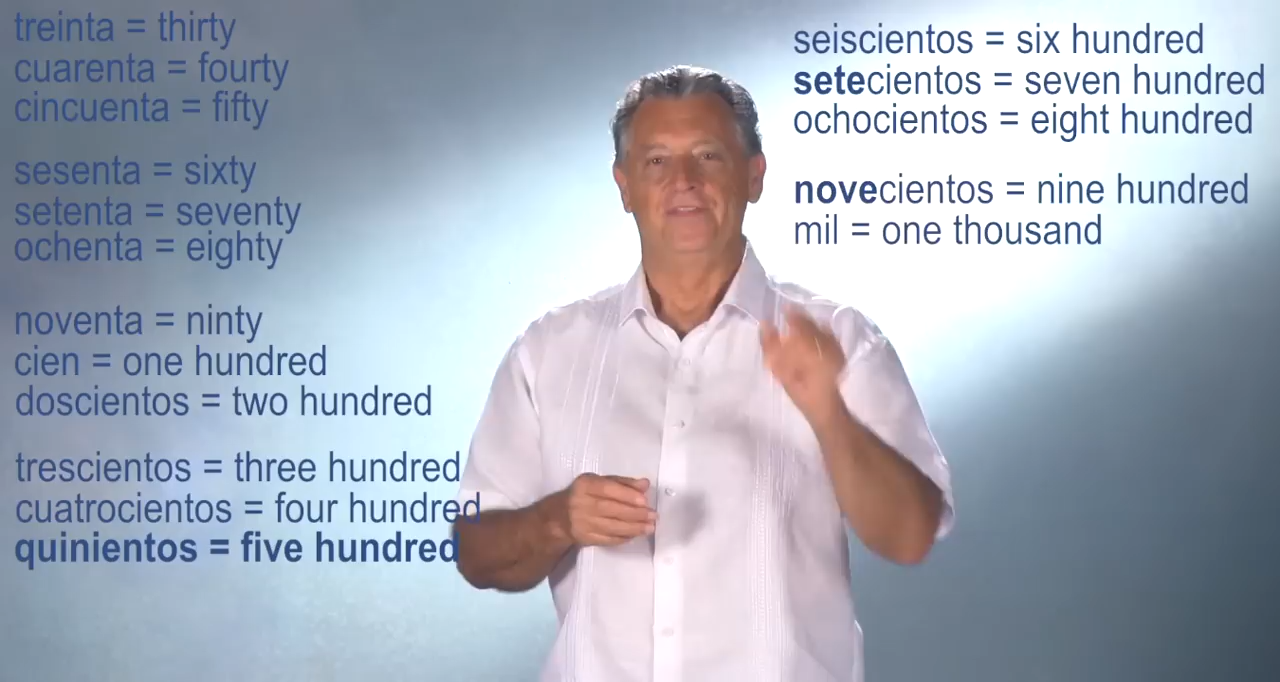 treinta = thirty
cuarenta = fourty
cincuenta = fifty
sesenta = sixty
setenta = seventy
ochenta = eighty
noventa = ninty
cien = one hundred
doscientos = two hundred
trescientos = three hundred
cuatrocientos = four hundred
quinientos = five hundred
seiscientos = six hundred
setecientos = seven hundred
ochocientos = eight hundred
novecientos = nine hundred
mil = one thousand